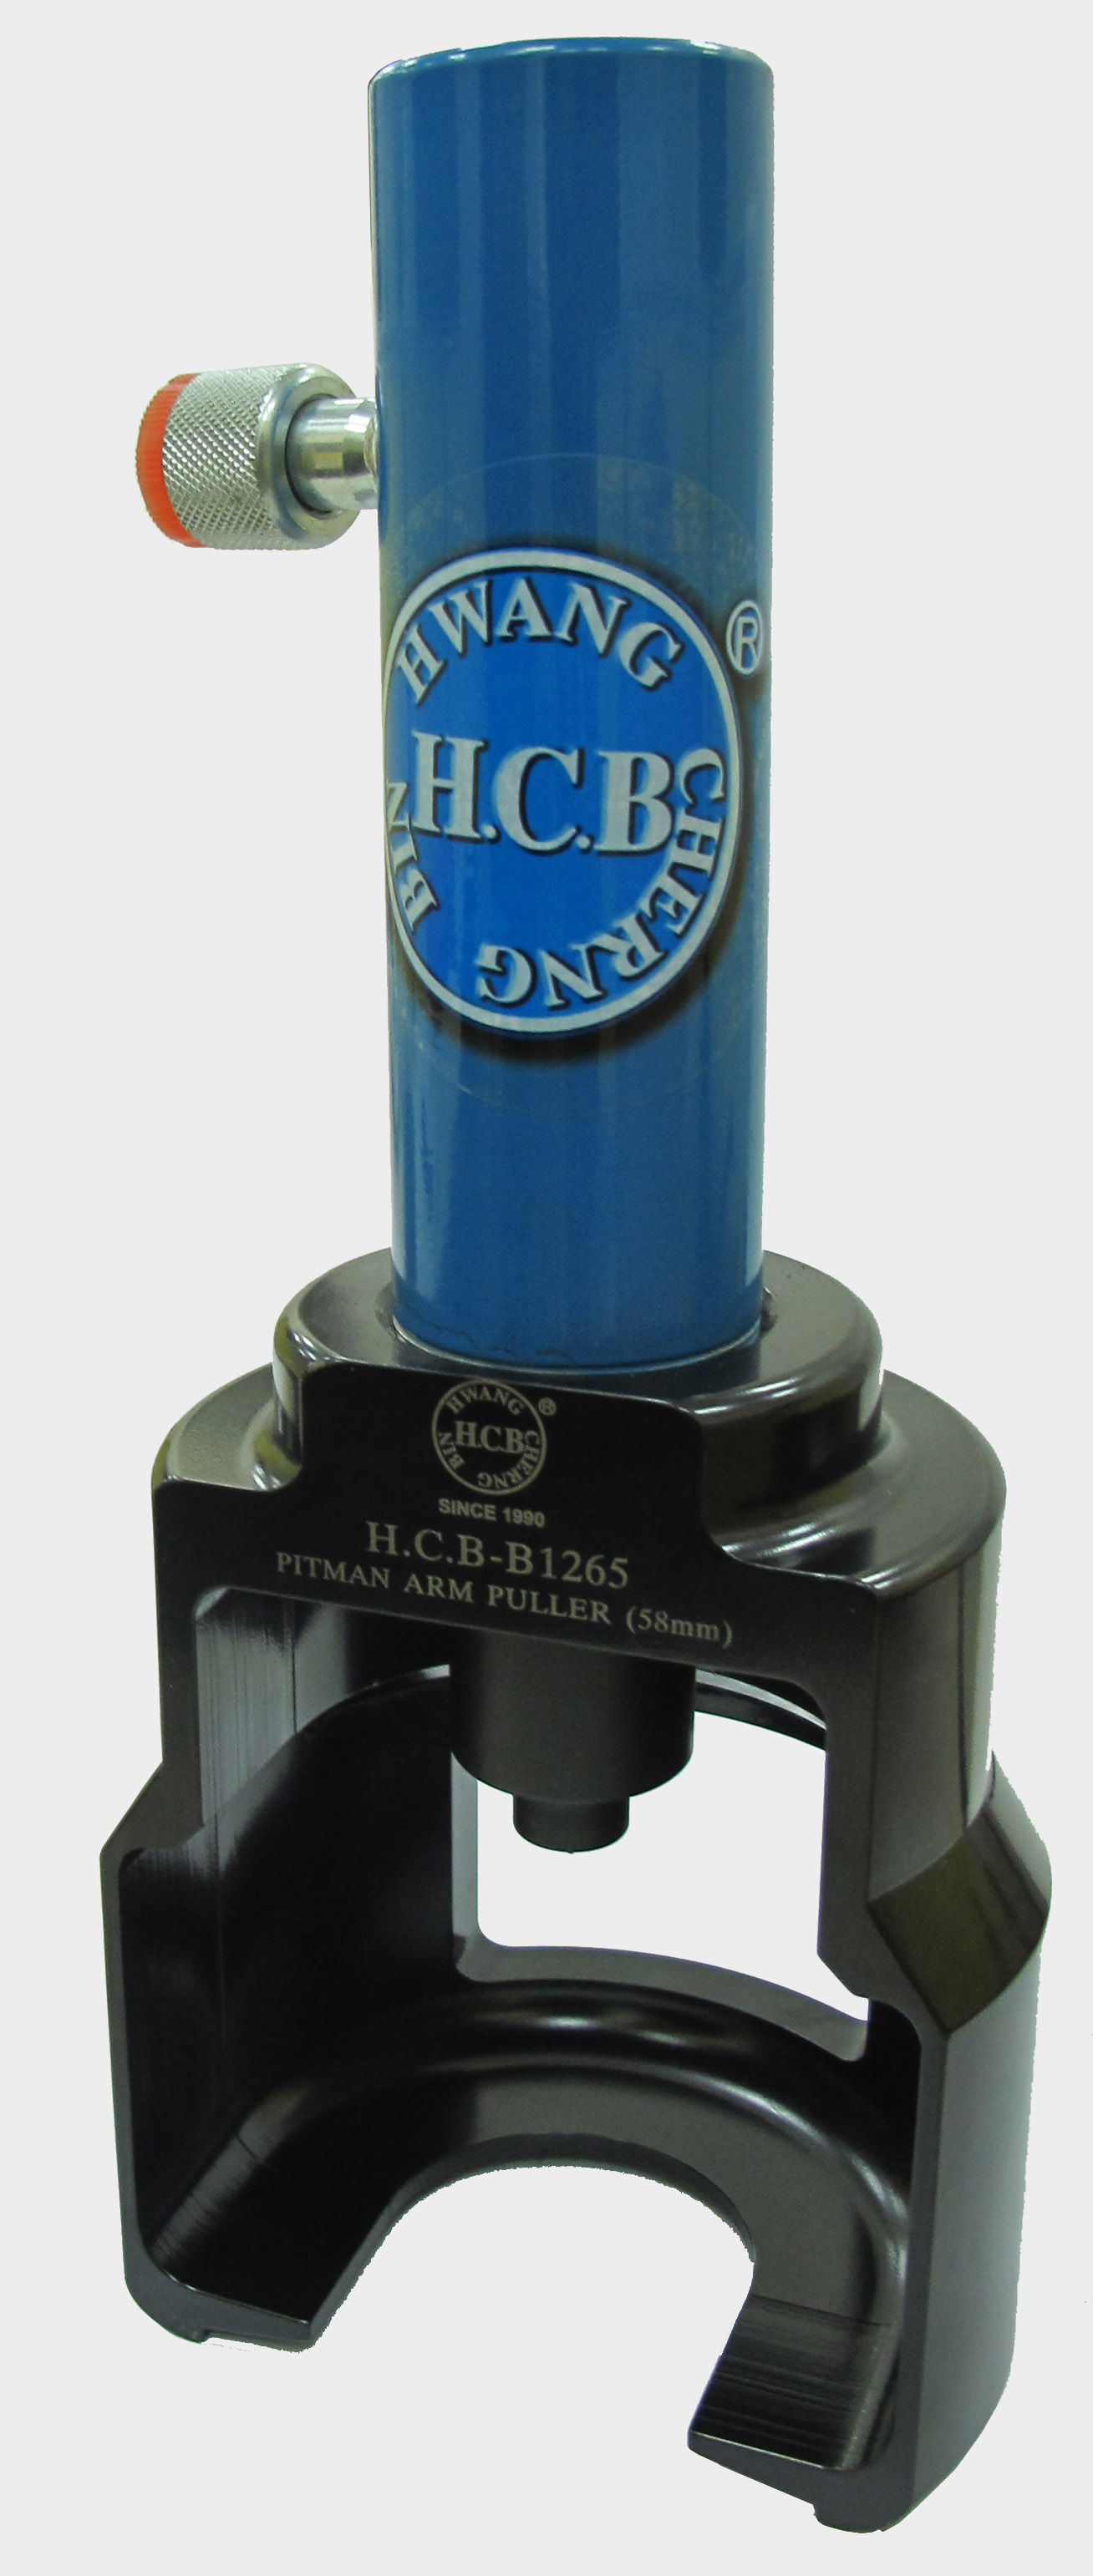 HWANG
®
H.C.B
CHERNG
BIN
HWANG
®
H.C.B
CHERNG
BIN
SINCE 1990
H.C.B-B1265
PITMAN ARM PULLER (58mm)